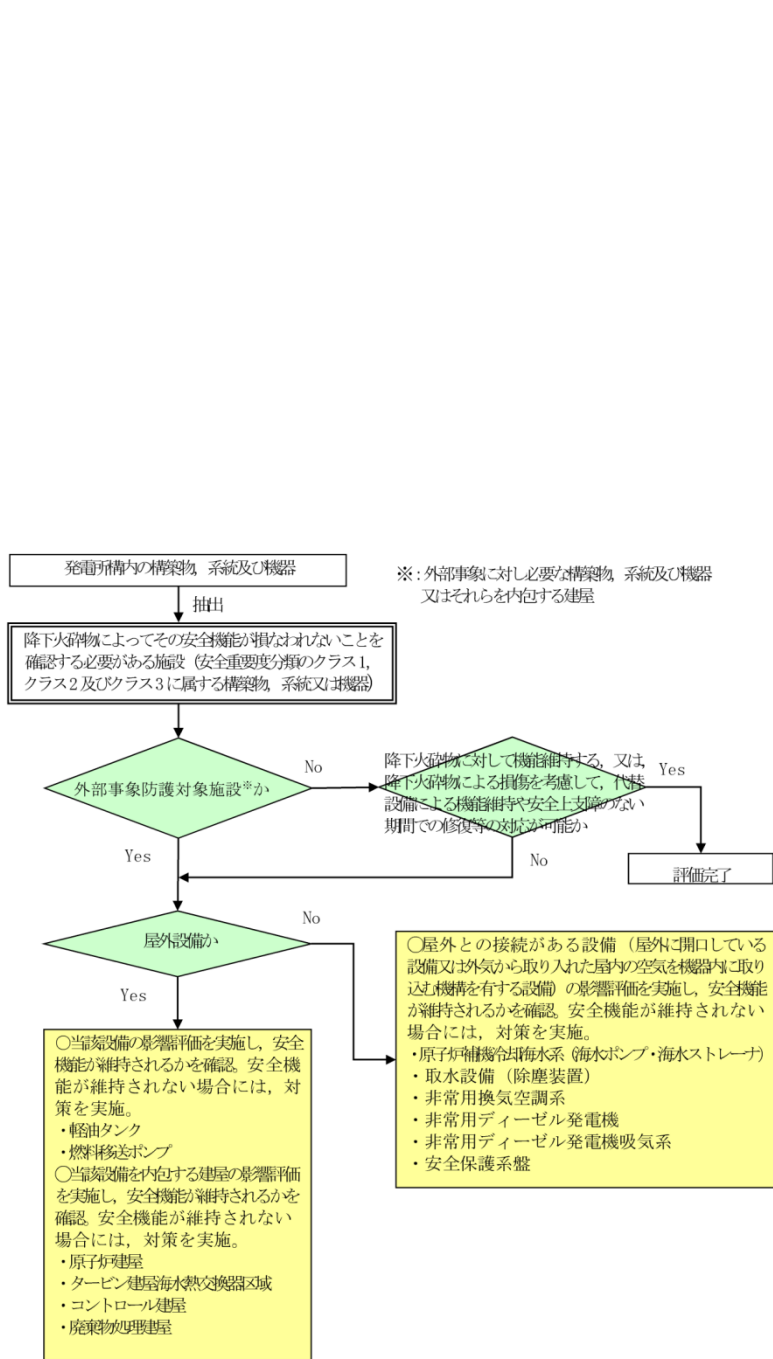 発電所構内の構築物，系統及び機器
※：外部事象に対し必要な構築物，系統及び機器
又はそれらを内包する建屋
抽出
降下火砕物によってその安全機能が損なわれないことを
確認する必要がある施設（安全重要度分類のクラス1，
クラス2及びクラス3に属する構築物，系統又は機器）
外部事象防護対象施設※か
No
降下火砕物に対して機能維持する，又は，
降下火砕物による損傷を考慮して，代替
設備による機能維持や安全上支障のない
期間での修復等の対応が可能か
Yes
Yes
No
評価完了
屋外設備か
No
Yes
○当該設備の影響評価を実施し，安全
機能が維持されるかを確認。安全機
能が維持されない場合には，対
策を実施。
・軽油タンク
・燃料移送ポンプ
○当該設備を内包する建屋の影響評価
を実施し，安全機能が維持されるかを
確認。安全機能が維持されない
場合には，対策を実施。
・原子炉建屋
・タービン建屋海水熱交換器区域
・コントロール建屋
・廃棄物処理建屋
○屋外との接続がある設備（屋外に開口している
設備又は外気から取り入れた屋内の空気を機器内に取り
込む機構を有する設備）の影響評価を実施し，安全機能
が維持されるかを確認。安全機能が維持されない
場合には，対策を実施。
・原子炉補機冷却海水系（海水ポンプ・海水ストレーナ）
・取水設備（除塵装置）
・非常用換気空調系
・非常用ディーゼル発電機
・非常用ディーゼル発電機吸気系
・安全保護系盤